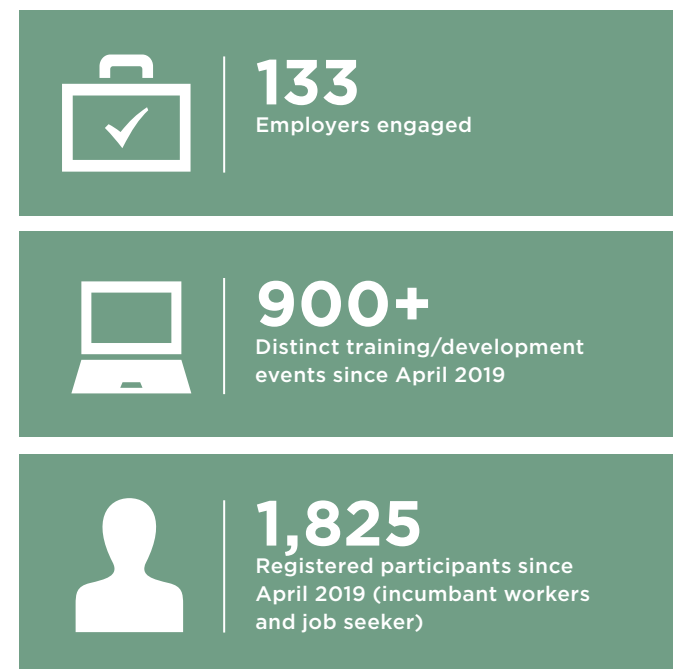 133
Employers engaged
900+
Distinct training/development
events since April 2019
1,825
Registered participants since
April 2019 (incumbant workers
and job seeker)